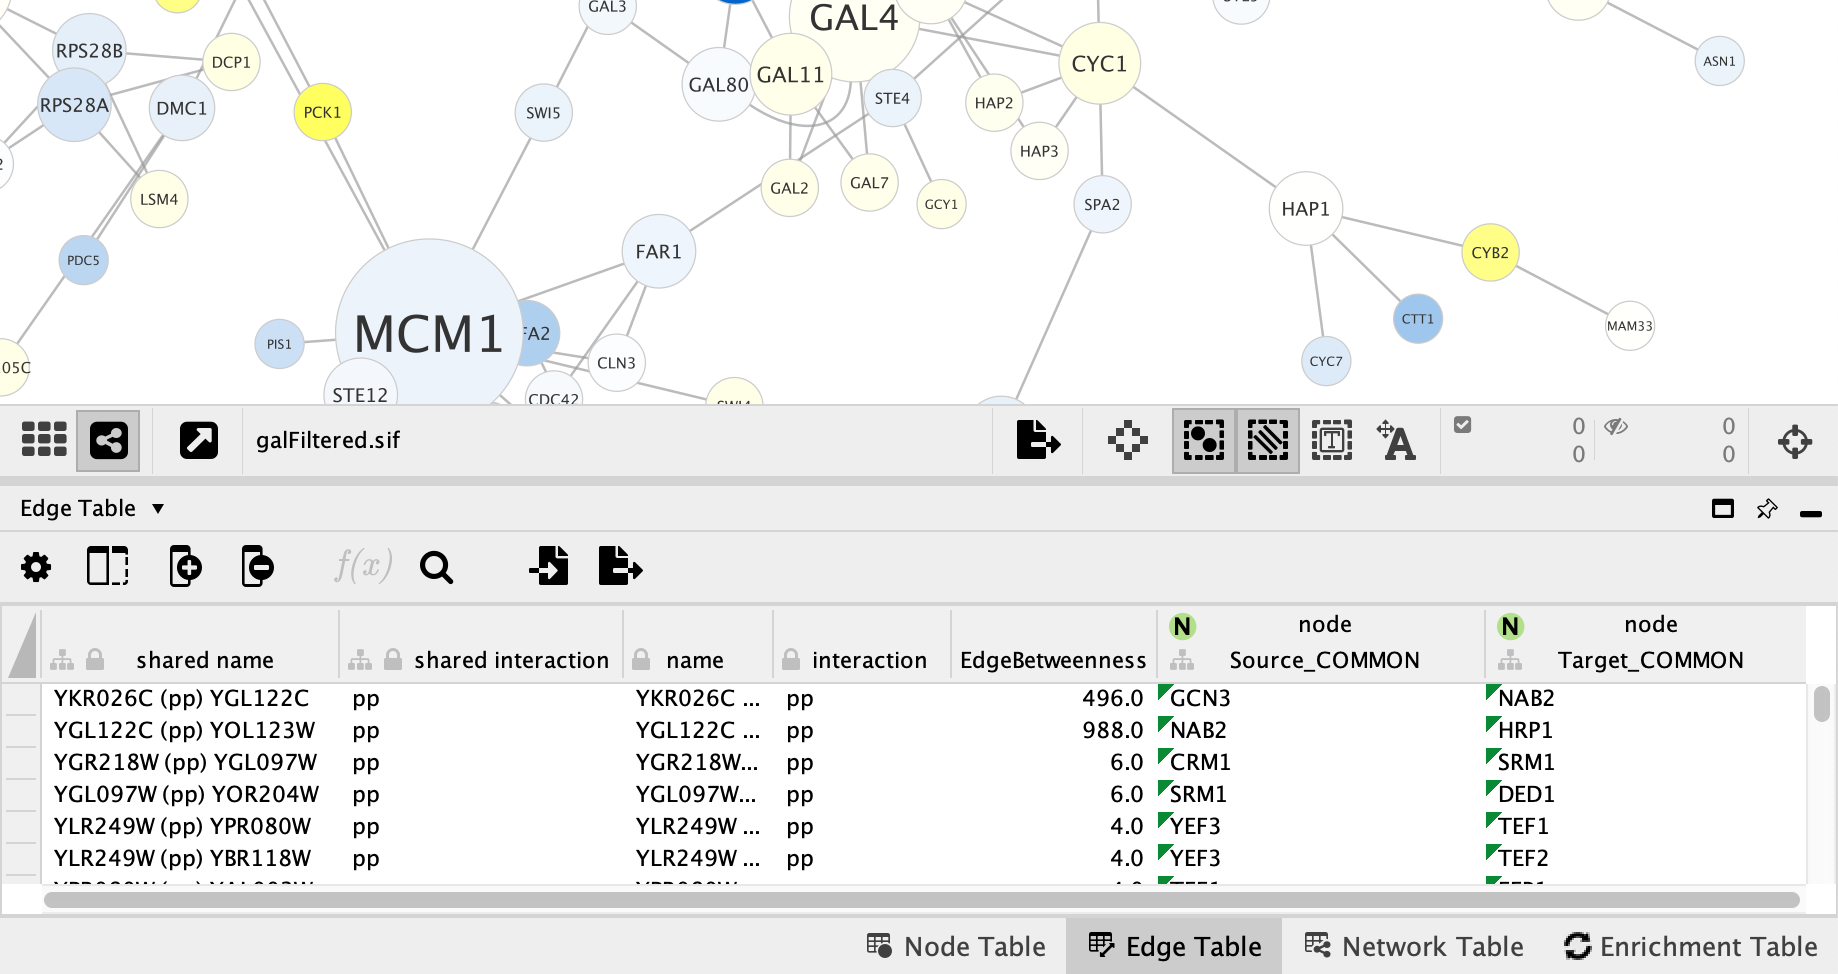 GAL3
GAL4
RPS28B
DCP1
GAL80
GAL11
CYC1
ASN1
RPS28A
DMC1
PCK1
SWI5
STE4
HAP2
HAP3
LSM4
GAL2
GAL7
GCY1
SPA2
HAP1
PDC5
FAR1
CYB2
MCM1
FA2
CTT1
MAM33
PIS1
CLN3
CYC7
05C
STE12
CDC42
SWI4
galFiltered.sif
0 0
0 0
Edge Table
f(x)
N node N node
shared name shared interaction name interaction EdgeBetweenness Source_COMMON Target_COMMON
YKR026C (pp) YGL122C pp YKR026C ... pp 496.0 GCN3 NAB2
YGL122C (pp) YOL123W pp YGL122C ... pp 988.0 NAB2 HRP1
YGR218W (pp) YGL097W pp YGR218W... pp 6.0 CRM1 SRM1
YGL097W (pp) YOR204W pp YGL097W... pp 6.0 SRM1 DED1
YLR249W (pp) YPR080W pp YLR249W ... pp 4.0 YEF3 TEF1
YLR249W (pp) YBR118W pp YLR249W ... pp 4.0 YEF3 TEF2
Node Table Edge Table Network Table Enrichment Table